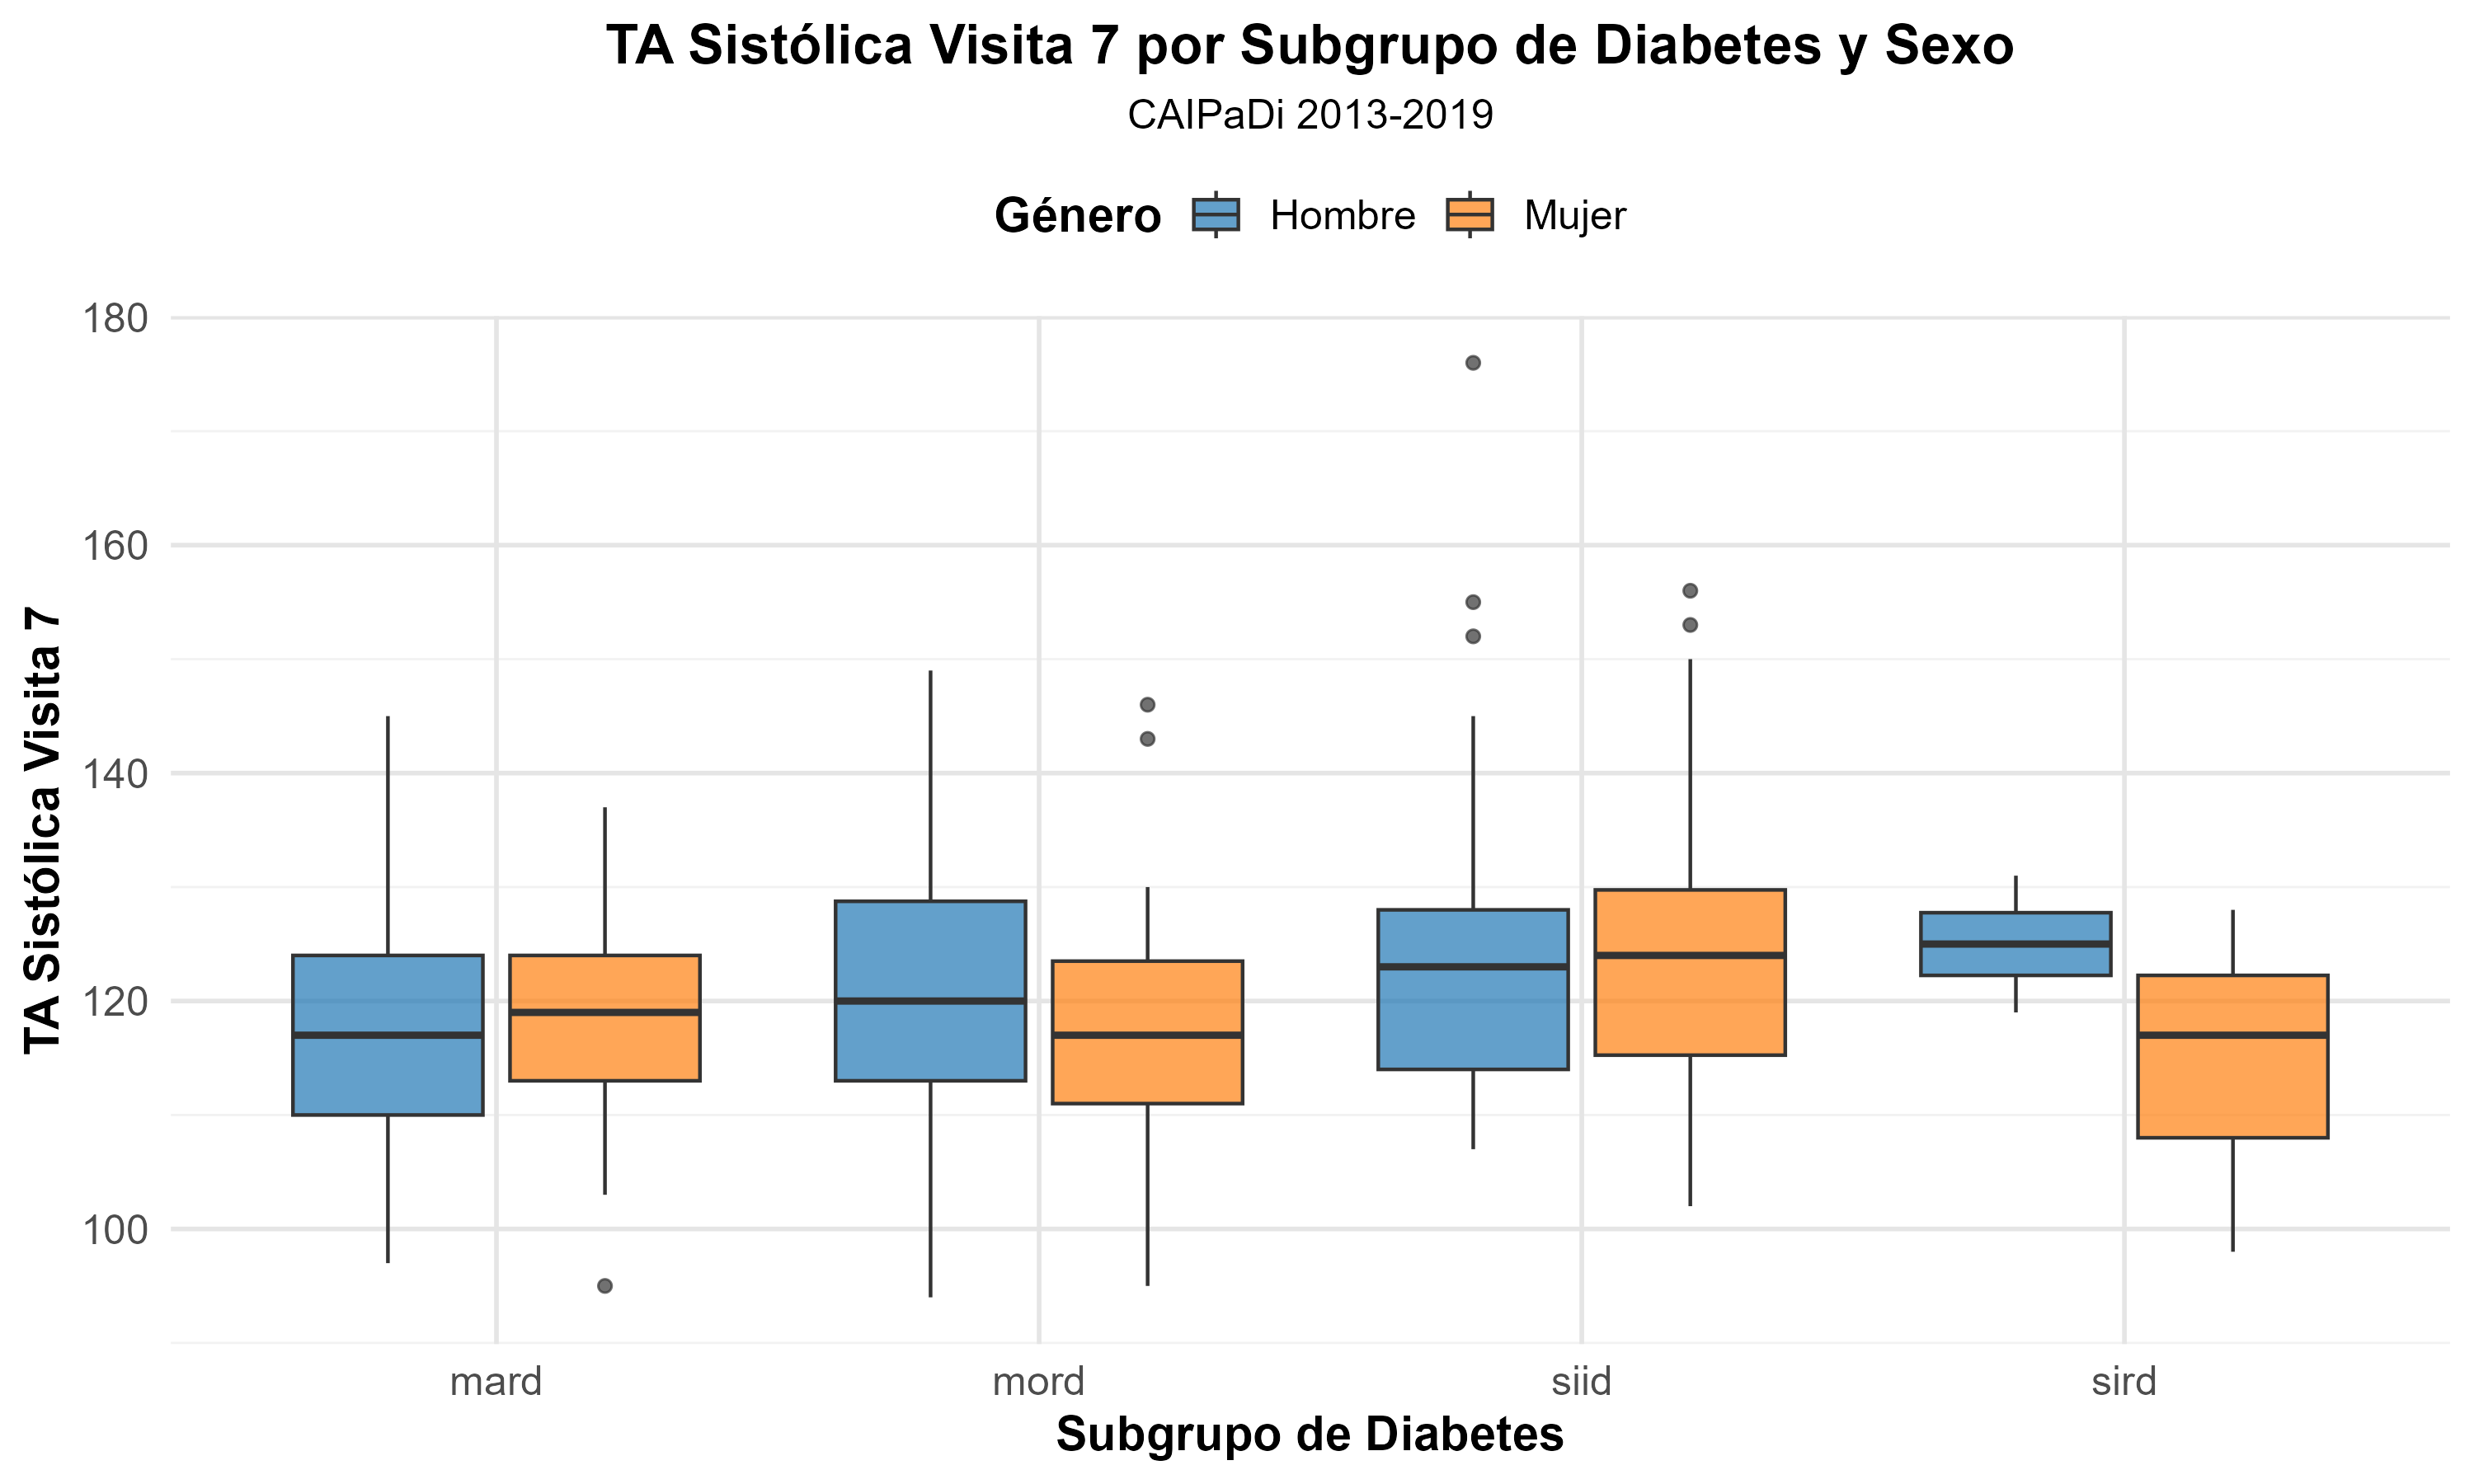 TA Sistólica Visita 7 por Subgrupo de Diabetes y Sexo
CAIPaDi 2013-2019
Género Hombre Mujer
TA Sistólica Visita 7
180
160
140
120
100
mard mord siid sird
Subgrupo de Diabetes